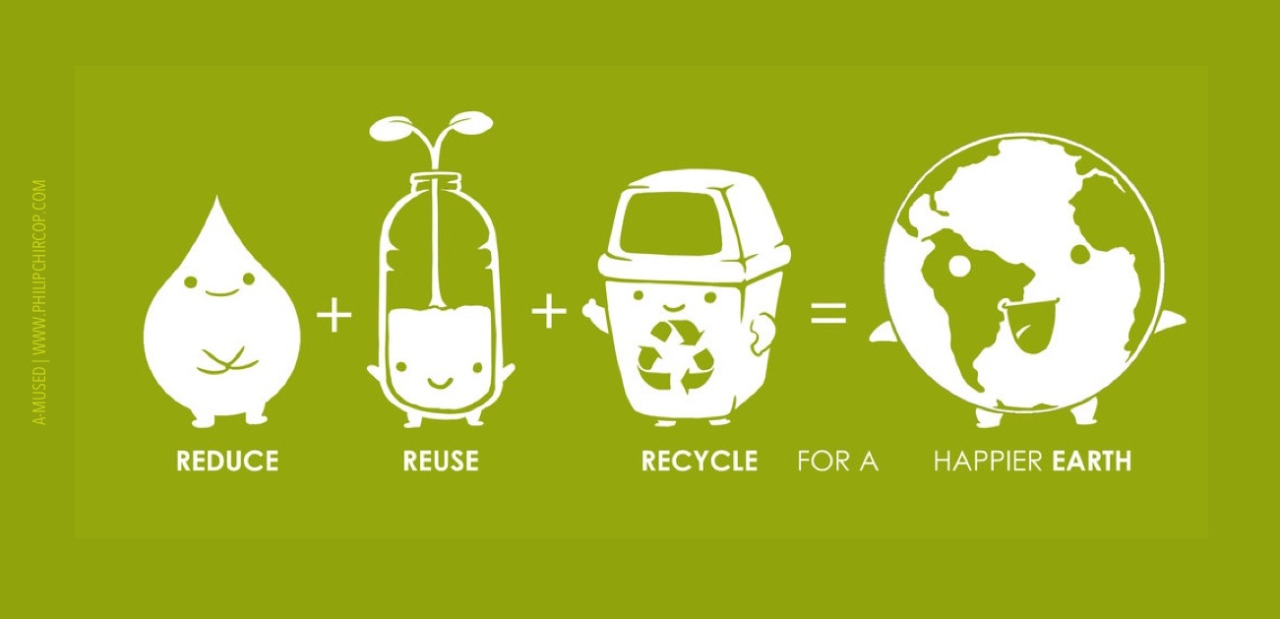 A-MUSED | WWW.PHILIPCHIRCOP.COM
+ + =
REDUCE REUSE RECYCLE FOR A HAPPIER EARTH